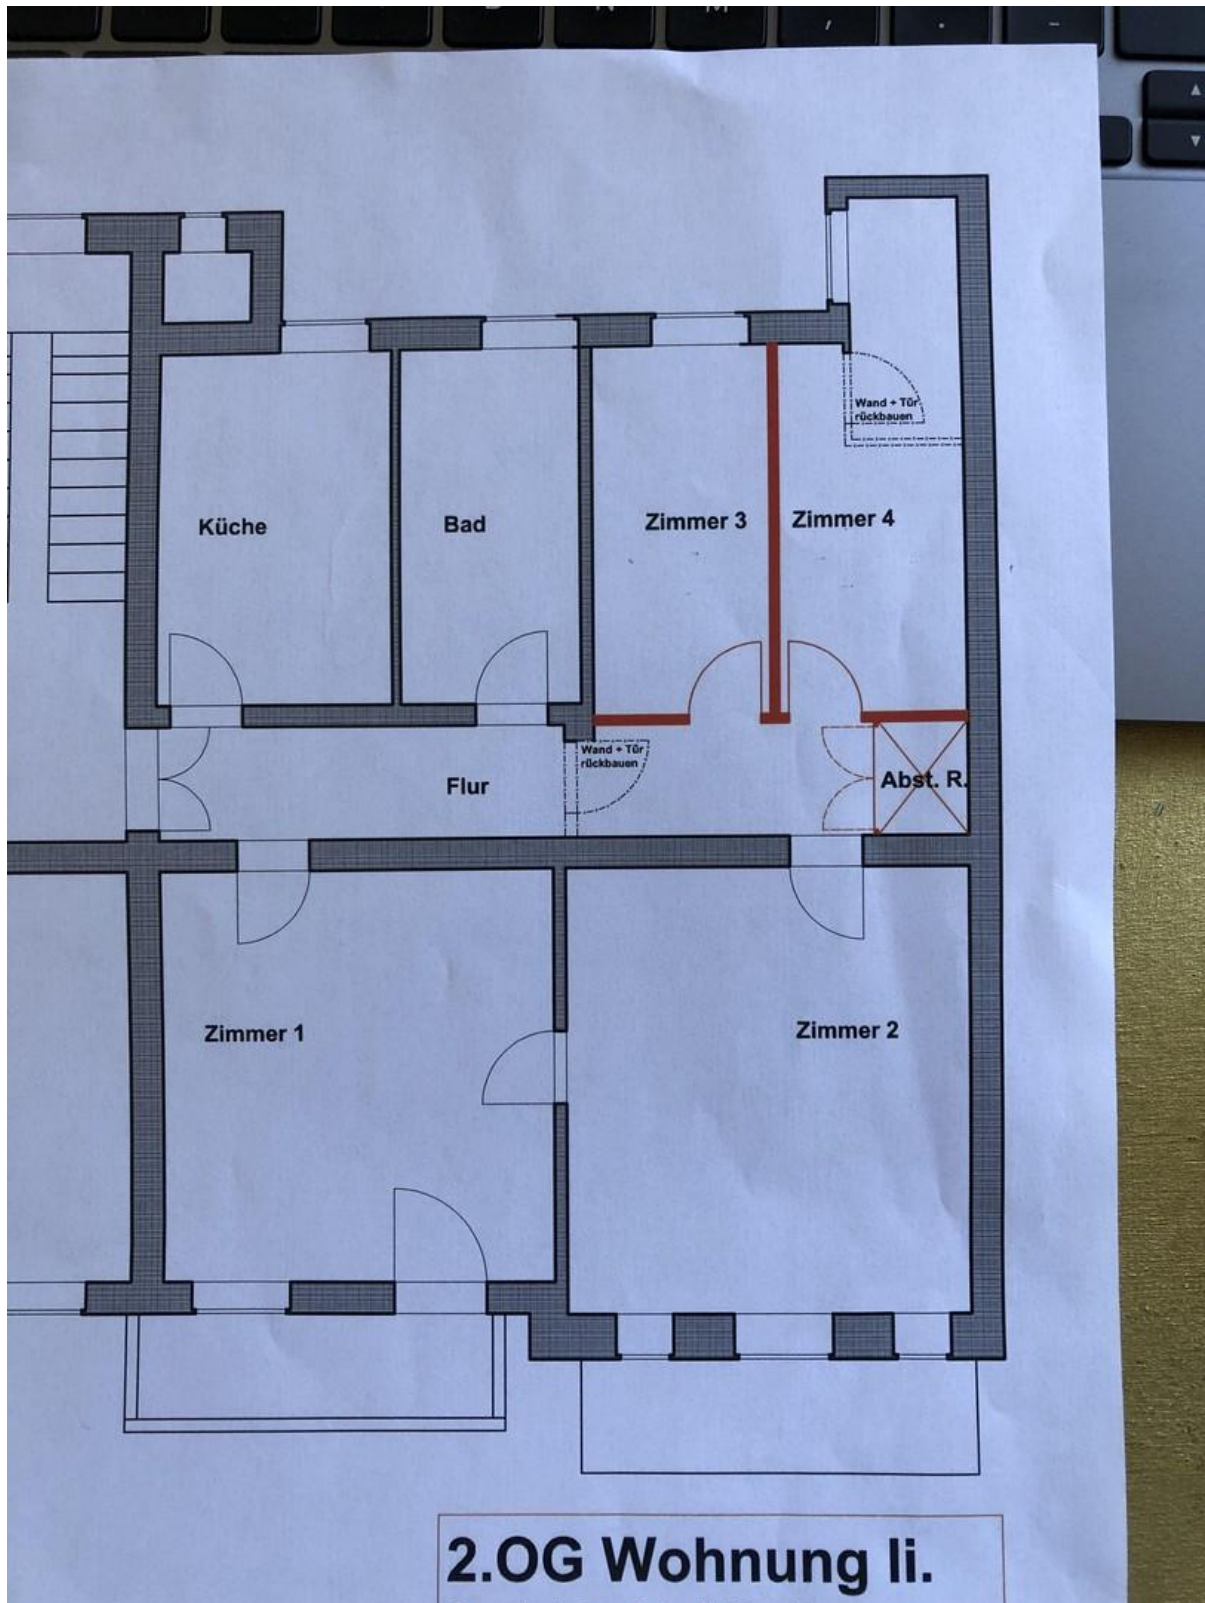 M
Wand + Tür
rückbauen
Küche
Bad
Zimmer 3
Zimmer 4
Wand + Tür
rückbauen
Flur
Abst. R.
Zimmer 1
Zimmer 2
2.OG Wohnung li.